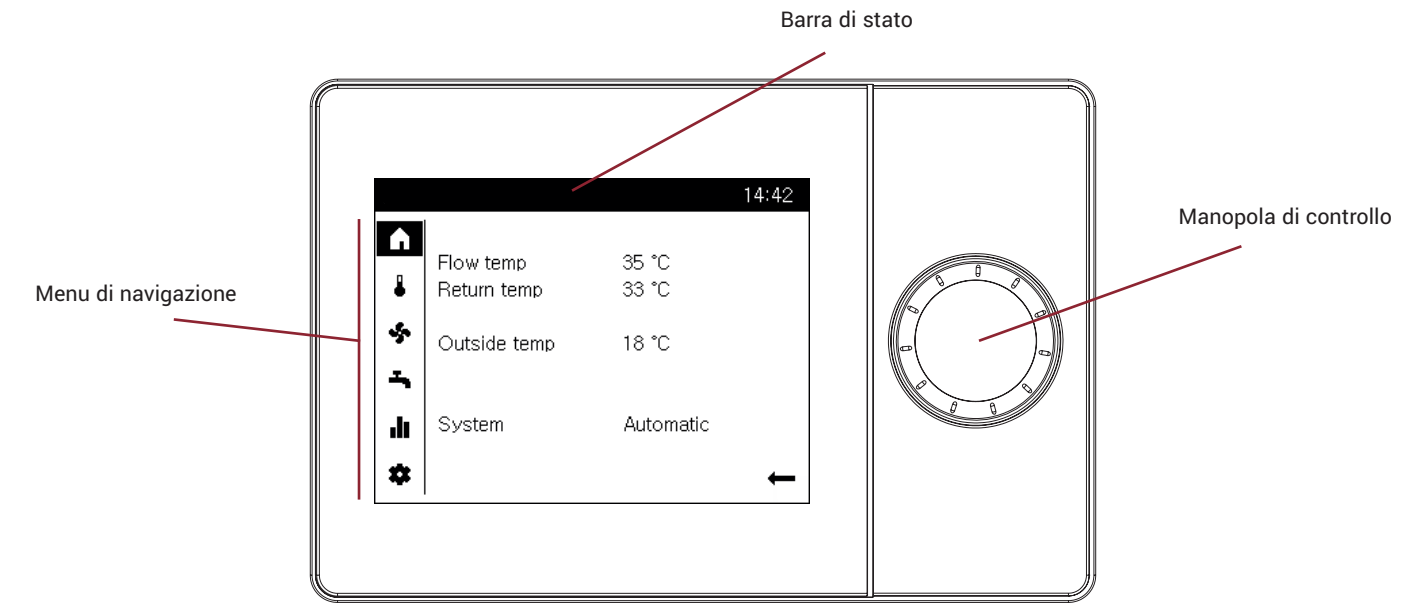 Barra di stato
14:42
Manopola di controllo
Flow temp 35 °C
Menu di navigazione
Return temp 33 °C
Outside temp 18 °C
System Automatic